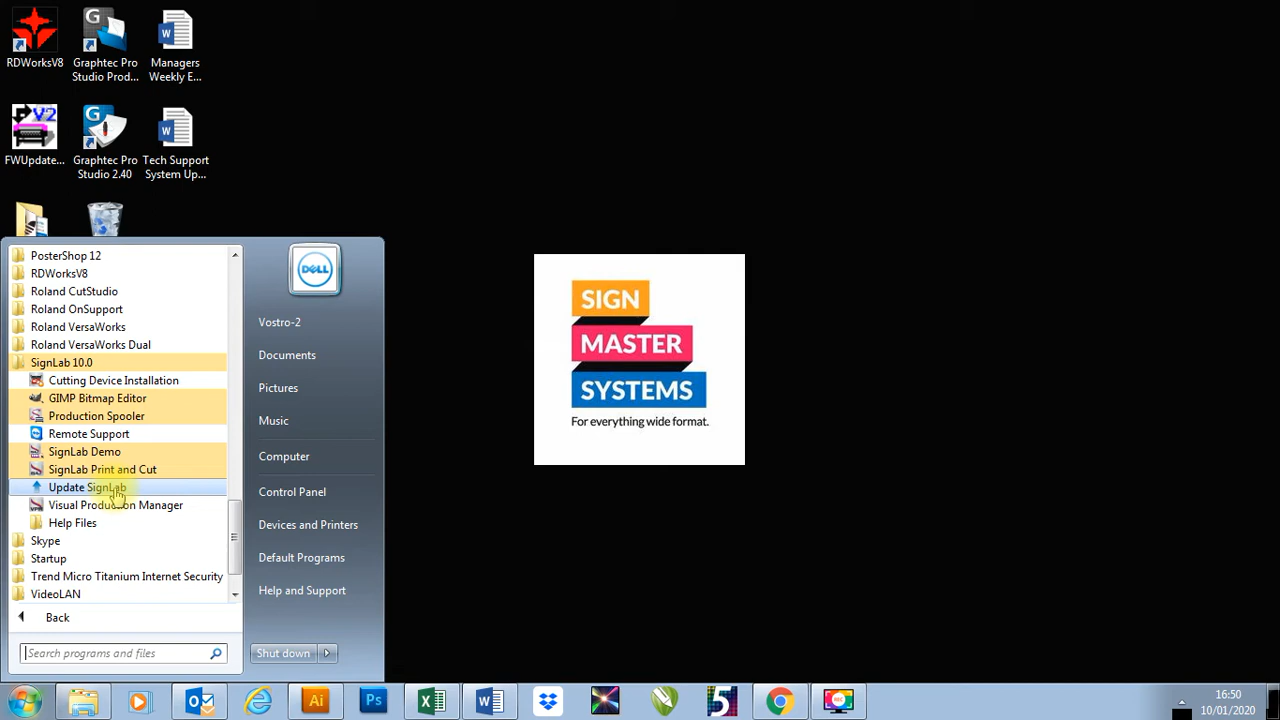 RDWorksV8
Graphtec Pro
Studio Prod...
Managers
Weekly E...
V2
FWUpdate...
Graphtec Pro
Studio 2.40
Tech Support
System Up...
PosterShop 12
RDWorksV8
Roland CutStudio
Roland OnSupport
Roland VersaWorks
Roland VersaWorks Dual
SignLab 10.0
Cutting Device Installation
GIMP Bitmap Editor
Production Spooler
Remote Support
SignLab Demo
SignLab Print and Cut
Update SignLab
Visual Production Manager
Help Files
Skype
Startup
Trend Micro Titanium Internet Security
VideoLAN
Back
Search programs and files
DELL
Vostro-2
Documents
Pictures
Music
Computer
Control Panel
Devices and Printers
Default Programs
Help and Support
Shut down
SIGN
MASTER
SYSTEMS
For everything wide format.
Ai
Ps
5
16:50
10/01/2020